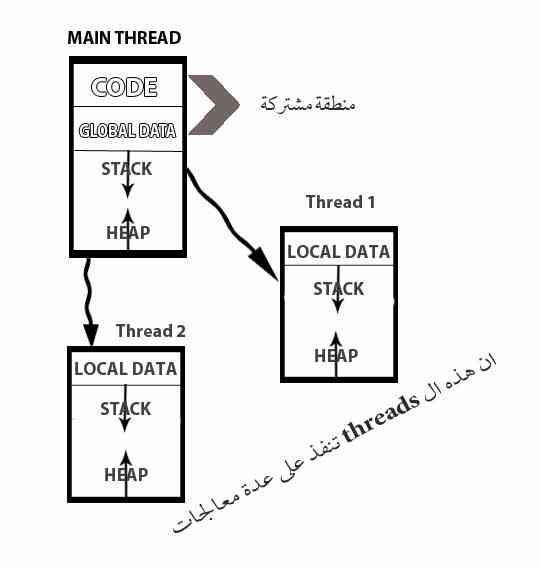 MAIN THREAD
CODE
GLOBAL DATA
STACK
HEAP
منطقة مشتركة
Thread 1
LOCAL DATA
STACK
HEAP
Thread 2
LOCAL DATA
STACK
HEAP
ان هذه ال threads تنفذ على عدة معالجات